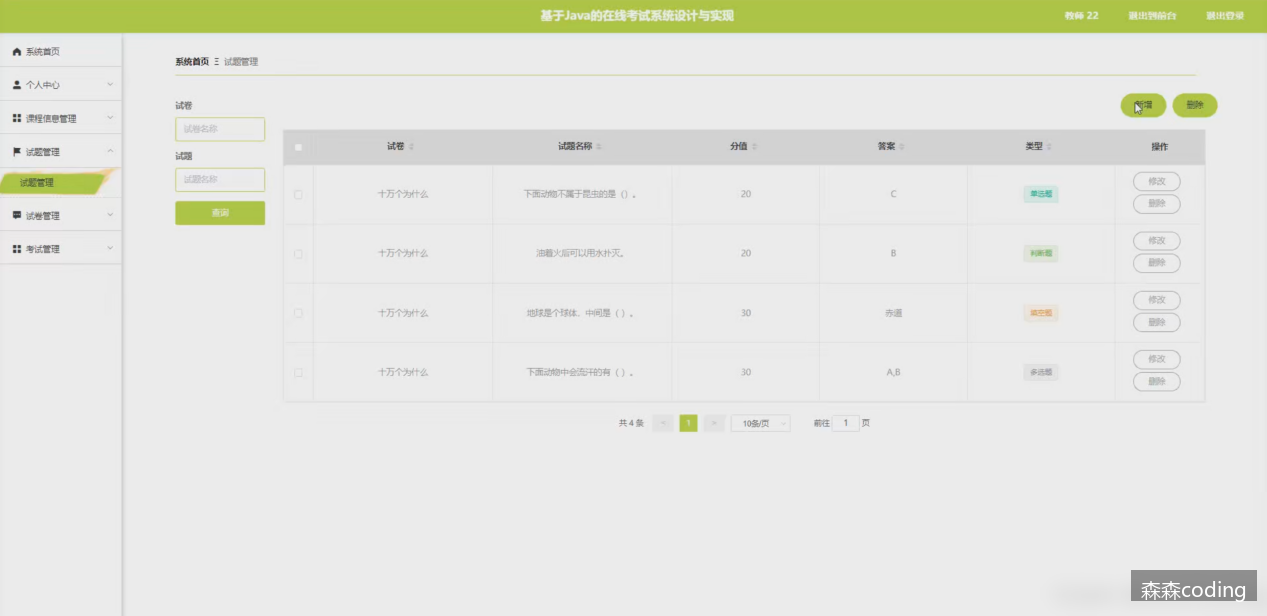 基于Java的在线考试系统设计与实现
教师 22
退出到前台
退出登录
系统首页
个人中心
课程信息管理
试题管理
试题管理
试卷管理
考试管理
系统首页 Ξ 试题管理
试卷
试卷名称
试题
试题名称
查询
新增
删除
试卷 试题名称 分值 答案 类型 操作
十万个为什么 下面动物不属于昆虫的是（）。 20 C 单选题 修改
删除
十万个为什么 油着火后可以用水扑灭。 20 B 判断题 修改
删除
十万个为什么 地球是个球体，中间是（ ）。 30 赤道 填空题 修改
删除
十万个为什么 下面动物中会流汗的有（ ）。 30 A,B 多选题 修改
删除
共 4 条 < 1 > 10条/页 前往 1 页
森森coding